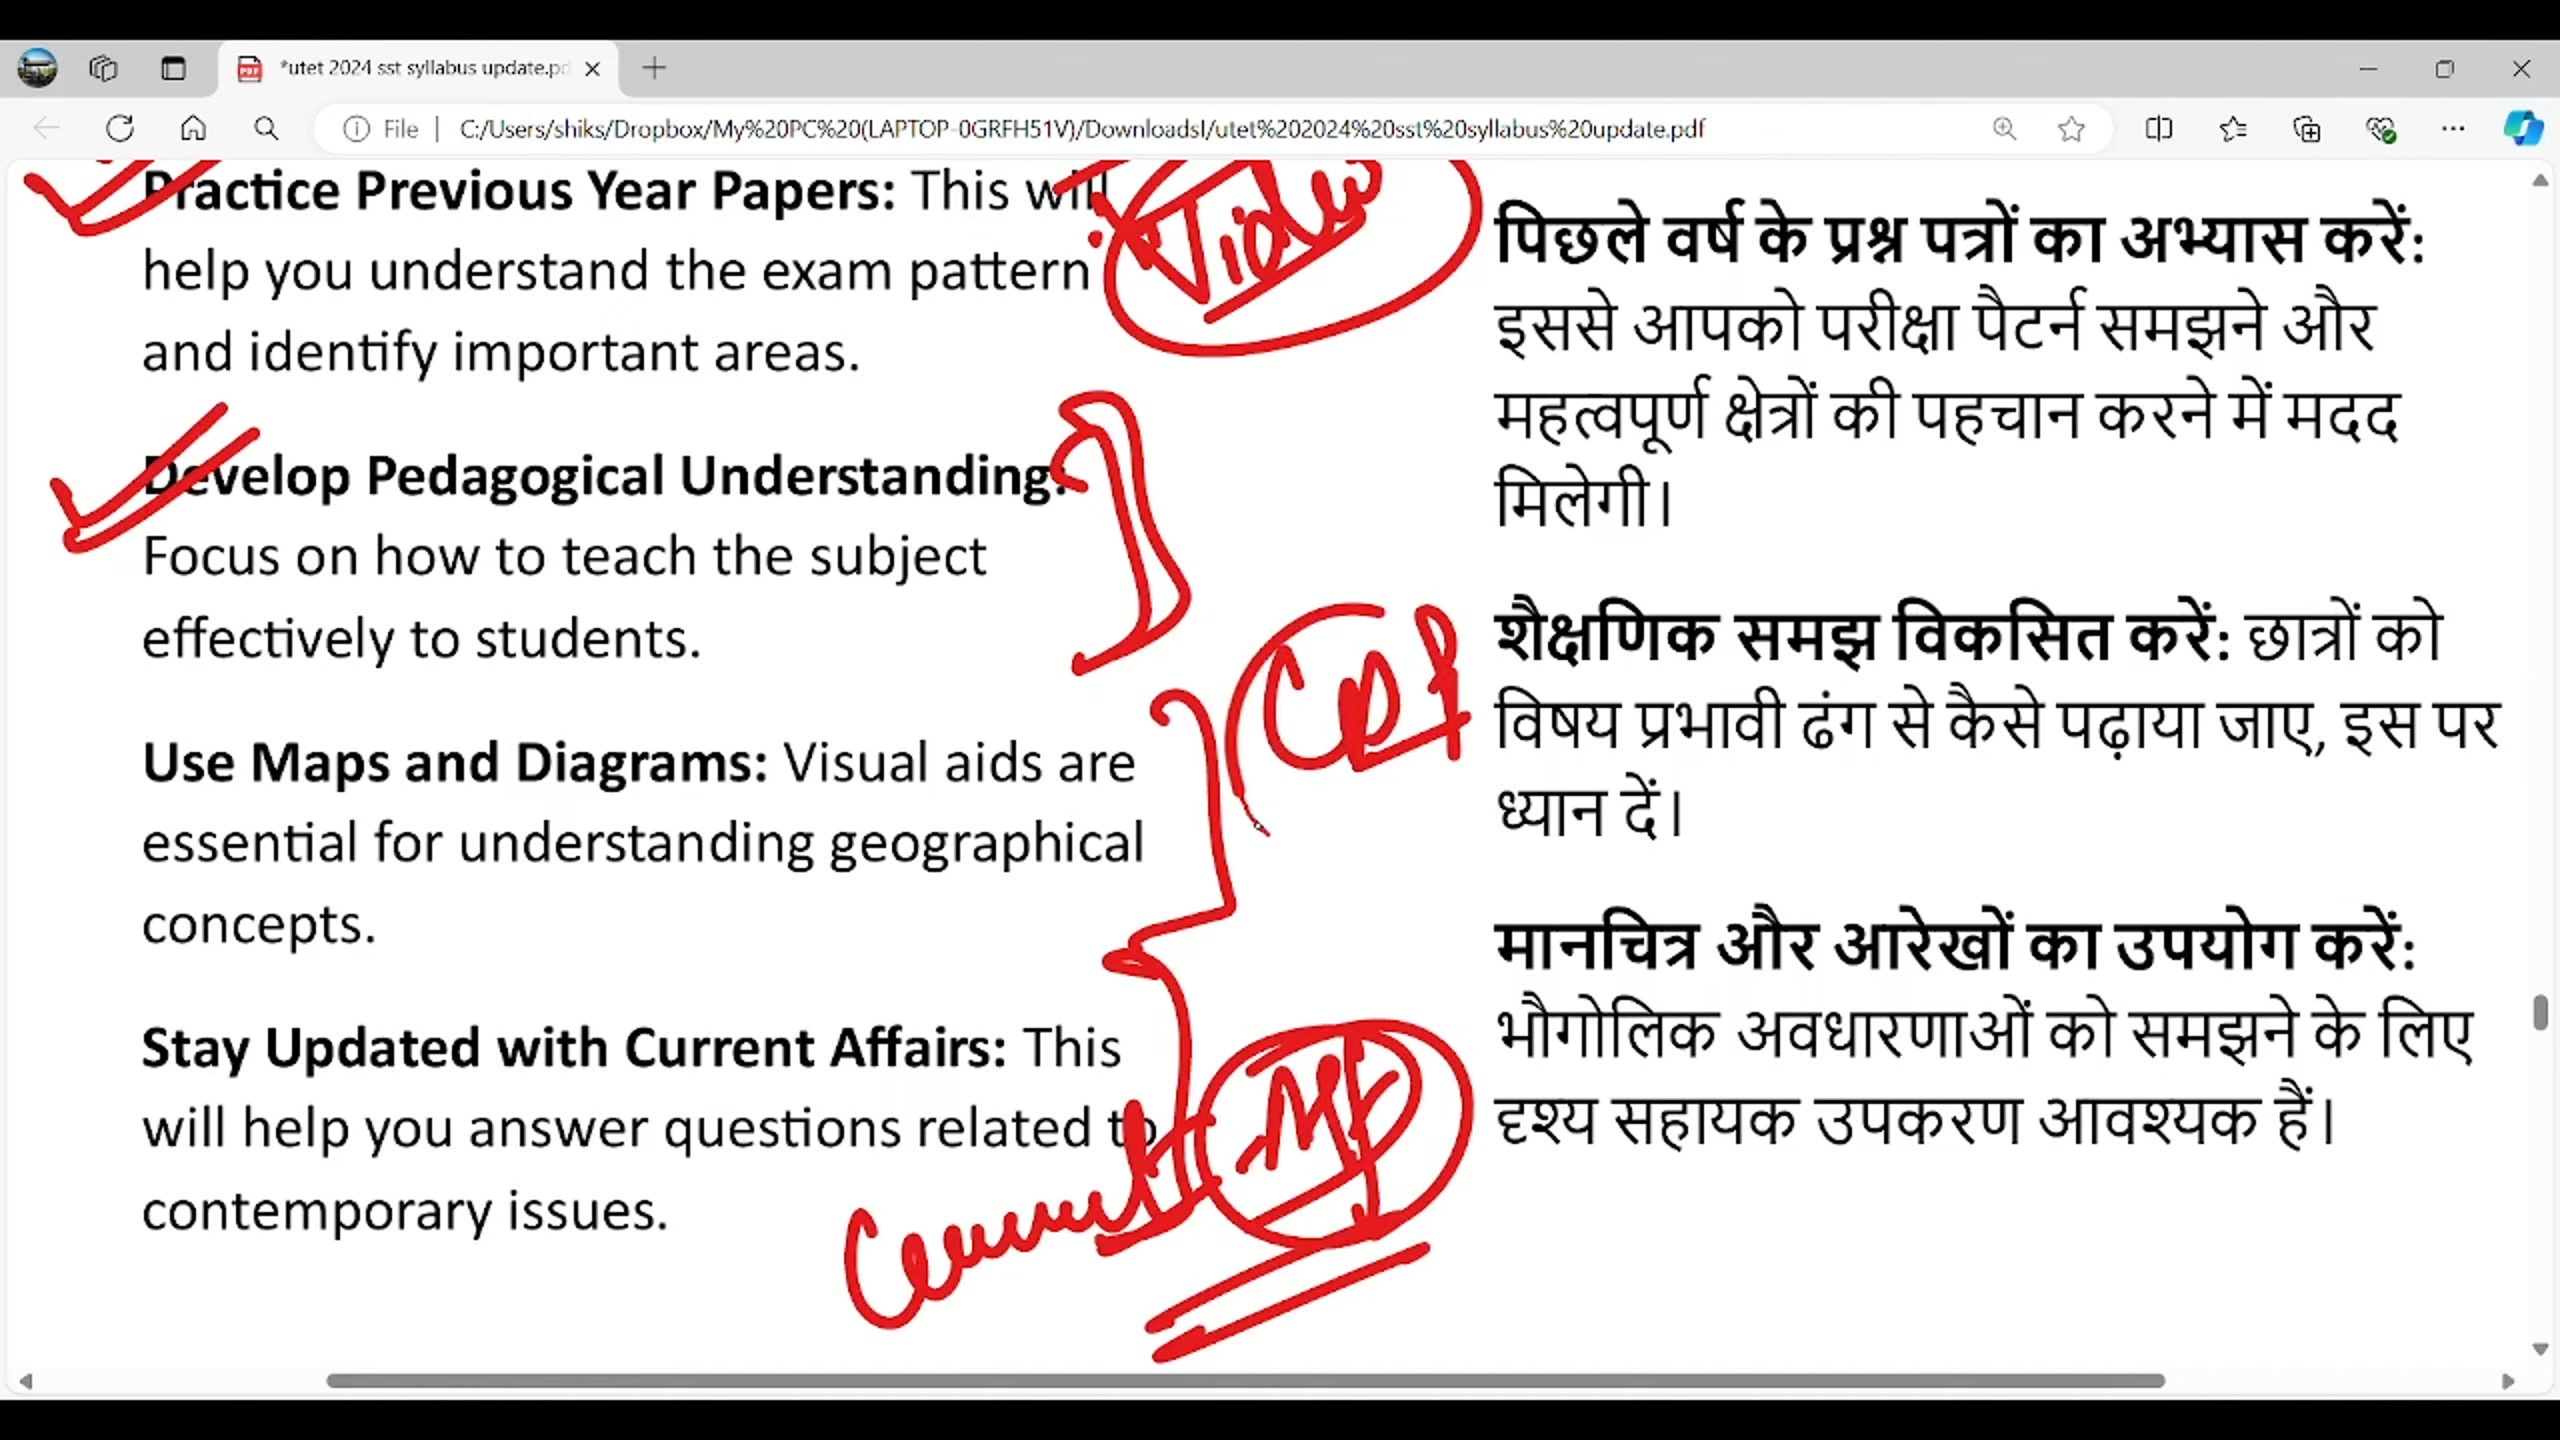 *utet 2024 sst syllabus update.pd
File
C:/Users/shiks/Dropbox/My%20PC%20(LAPTOP-0GRFH51V)/Downloadsl/utet%202024%20sst%20syllabus%20update.pdf
Practice Previous Year Papers: This will
help you understand the exam pattern
and identify important areas.
Video
Develop Pedagogical Understanding:
Focus on how to teach the subject
effectively to students.
Use Maps and Diagrams: Visual aids are
essential for understanding geographical
concepts.
Stay Updated with Current Affairs: This
will help you answer questions related to
contemporary issues.
पिछले वर्ष के प्रश्न पत्रों का अभ्यास करें:
इससे आपको परीक्षा पैटर्न समझने और
महत्वपूर्ण क्षेत्रों की पहचान करने में मदद
मिलेगी।
शैक्षणिक समझ विकसित करें: छात्रों को
विषय प्रभावी ढंग से कैसे पढ़ाया जाए, इस पर
ध्यान दें।
मानचित्र और आरेखों का उपयोग करें:
भौगोलिक अवधारणाओं को समझने के लिए
दृश्य सहायक उपकरण आवश्यक हैं।